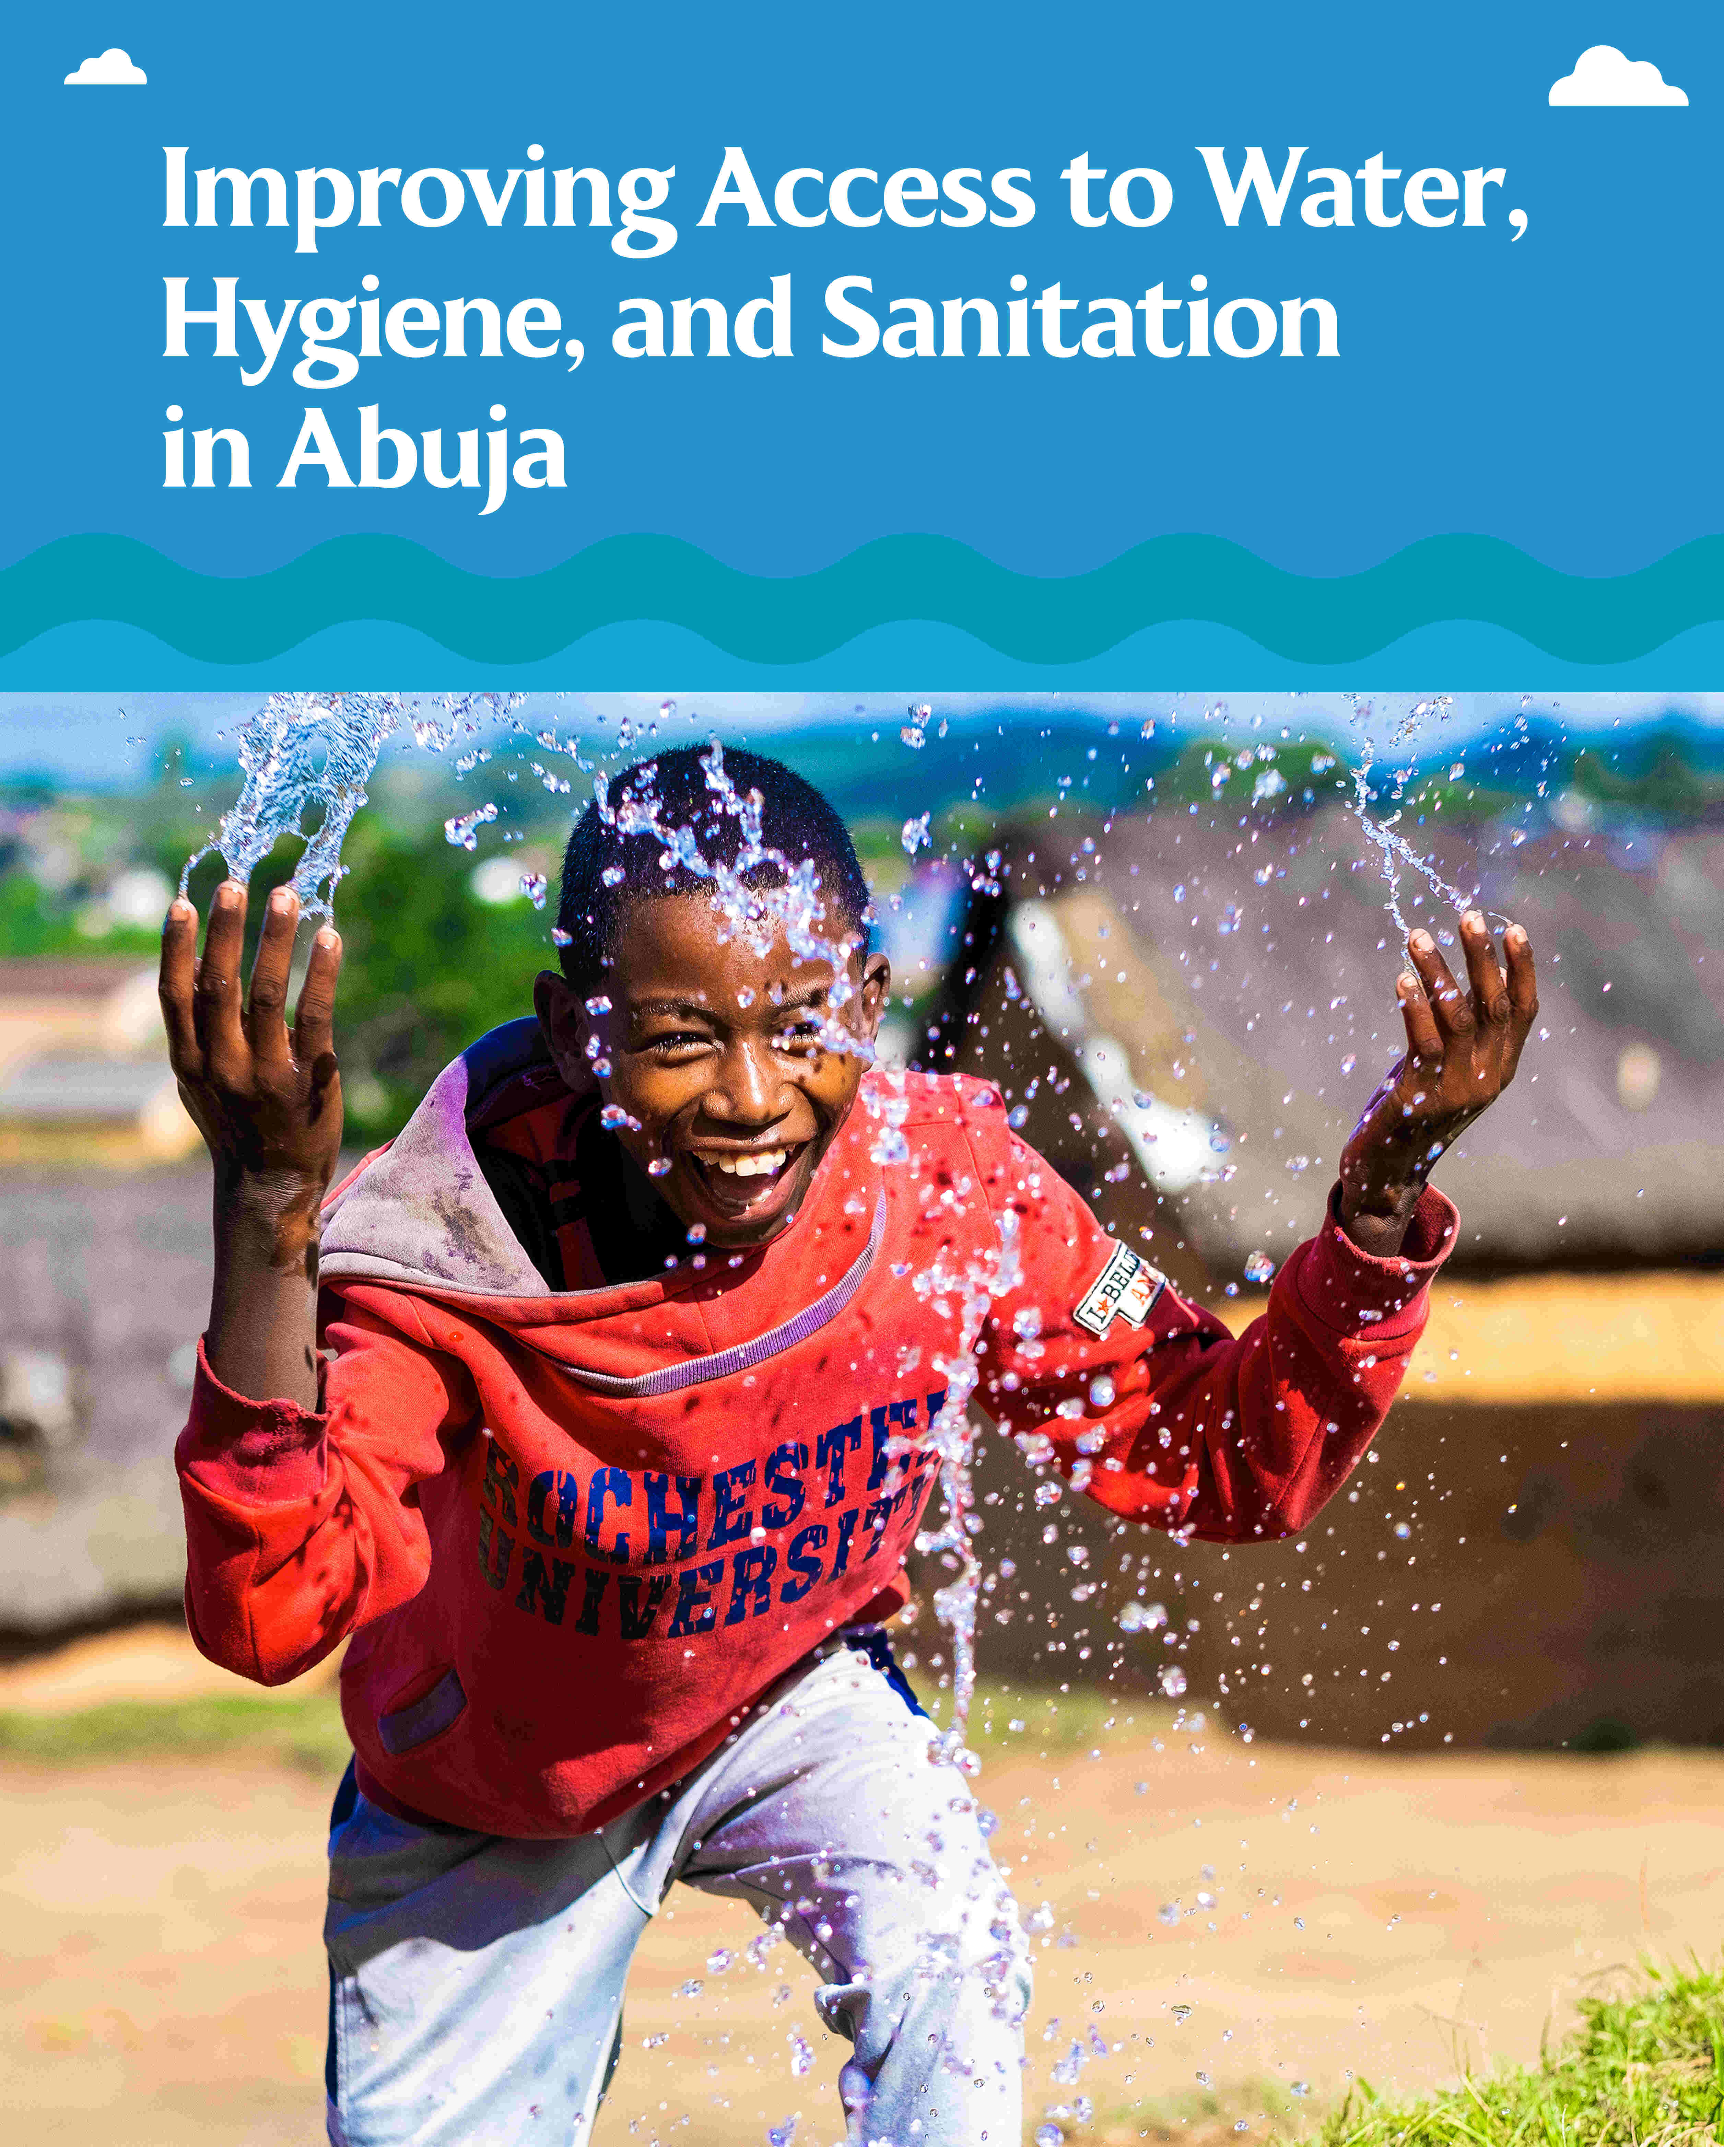 Improving Access to Water,
Hygiene, and Sanitation
in Abuja
ROCHESTER
UNIVERSITY